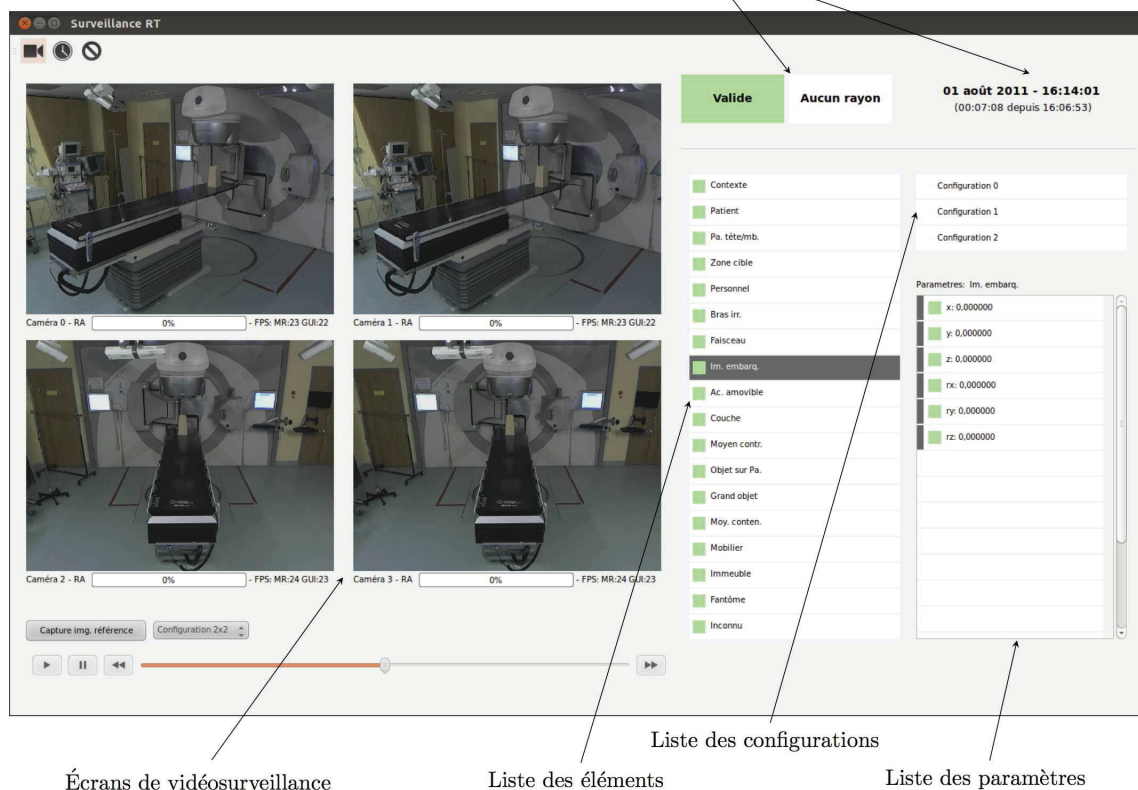 Surveillance RT
Valide
Aucun rayon
01 août 2011 - 16:14:01
(00:07:08 depuis 16:06:53)
Caméra 0 - RA 0% - FPS: MR:23 GUI:22
Caméra 1 - RA 0% - FPS: MR:23 GUI:22
Caméra 2 - RA 0% - FPS: MR:24 GUI:23
Caméra 3 - RA 0% - FPS: MR:24 GUI:23
Capture img. référence
Configuration 2x2
Contexte
Patient
Pa. tête/mb.
Zone cible
Personnel
Bras irr.
Faisceau
Im. embarq.
Ac. amovible
Couche
Moyen contr.
Objet sur Pa.
Grand objet
Moy. conten.
Mobilier
Immeuble
Fantôme
Inconnu
Configuration 0
Configuration 1
Configuration 2
Parametres: Im. embarq.
x: 0,000000
y: 0,000000
z: 0,000000
rx: 0,000000
ry: 0,000000
rz: 0,000000
Liste des configurations
Écrans de vidéosurveillance
Liste des éléments
Liste des paramètres